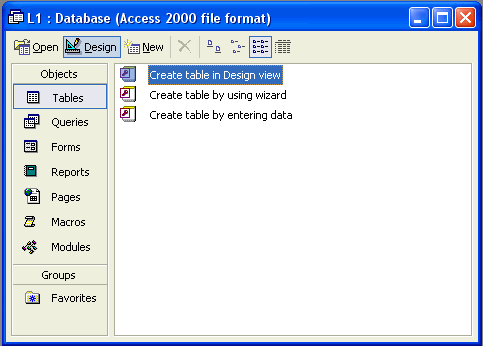 L1 : Database (Access 2000 file format)
Open Design New
Objects
Tables
Queries
Forms
Reports
Pages
Macros
Modules
Groups
Favorites
Create table in Design view
Create table by using wizard
Create table by entering data